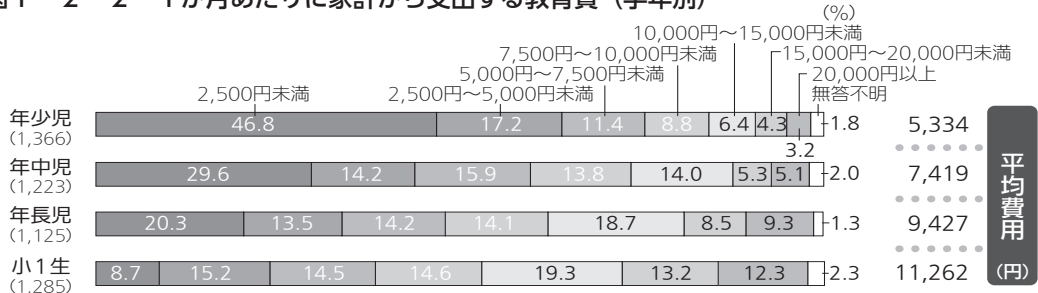 図1－2－2　1か月あたりに家計から支出する教育費（学年別）
(%)
10,000円～15,000円未満
7,500円～10,000円未満
15,000円～20,000円未満
5,000円～7,500円未満
20,000円以上
2,500円未満
2,500円～5,000円未満
無答不明
年少児
(1,366)
46.8 17.2 11.4 8.8 6.4 4.3 3.2 1.8 5,334
年中児
(1,223)
29.6 14.2 15.9 13.8 14.0 5.3 5.1 2.0 7,419
年長児
(1,125)
20.3 13.5 14.2 14.1 18.7 8.5 9.3 1.3 9,427
小1生
(1,285)
8.7 15.2 14.5 14.6 19.3 13.2 12.3 2.3 11,262
平均費用
(円)